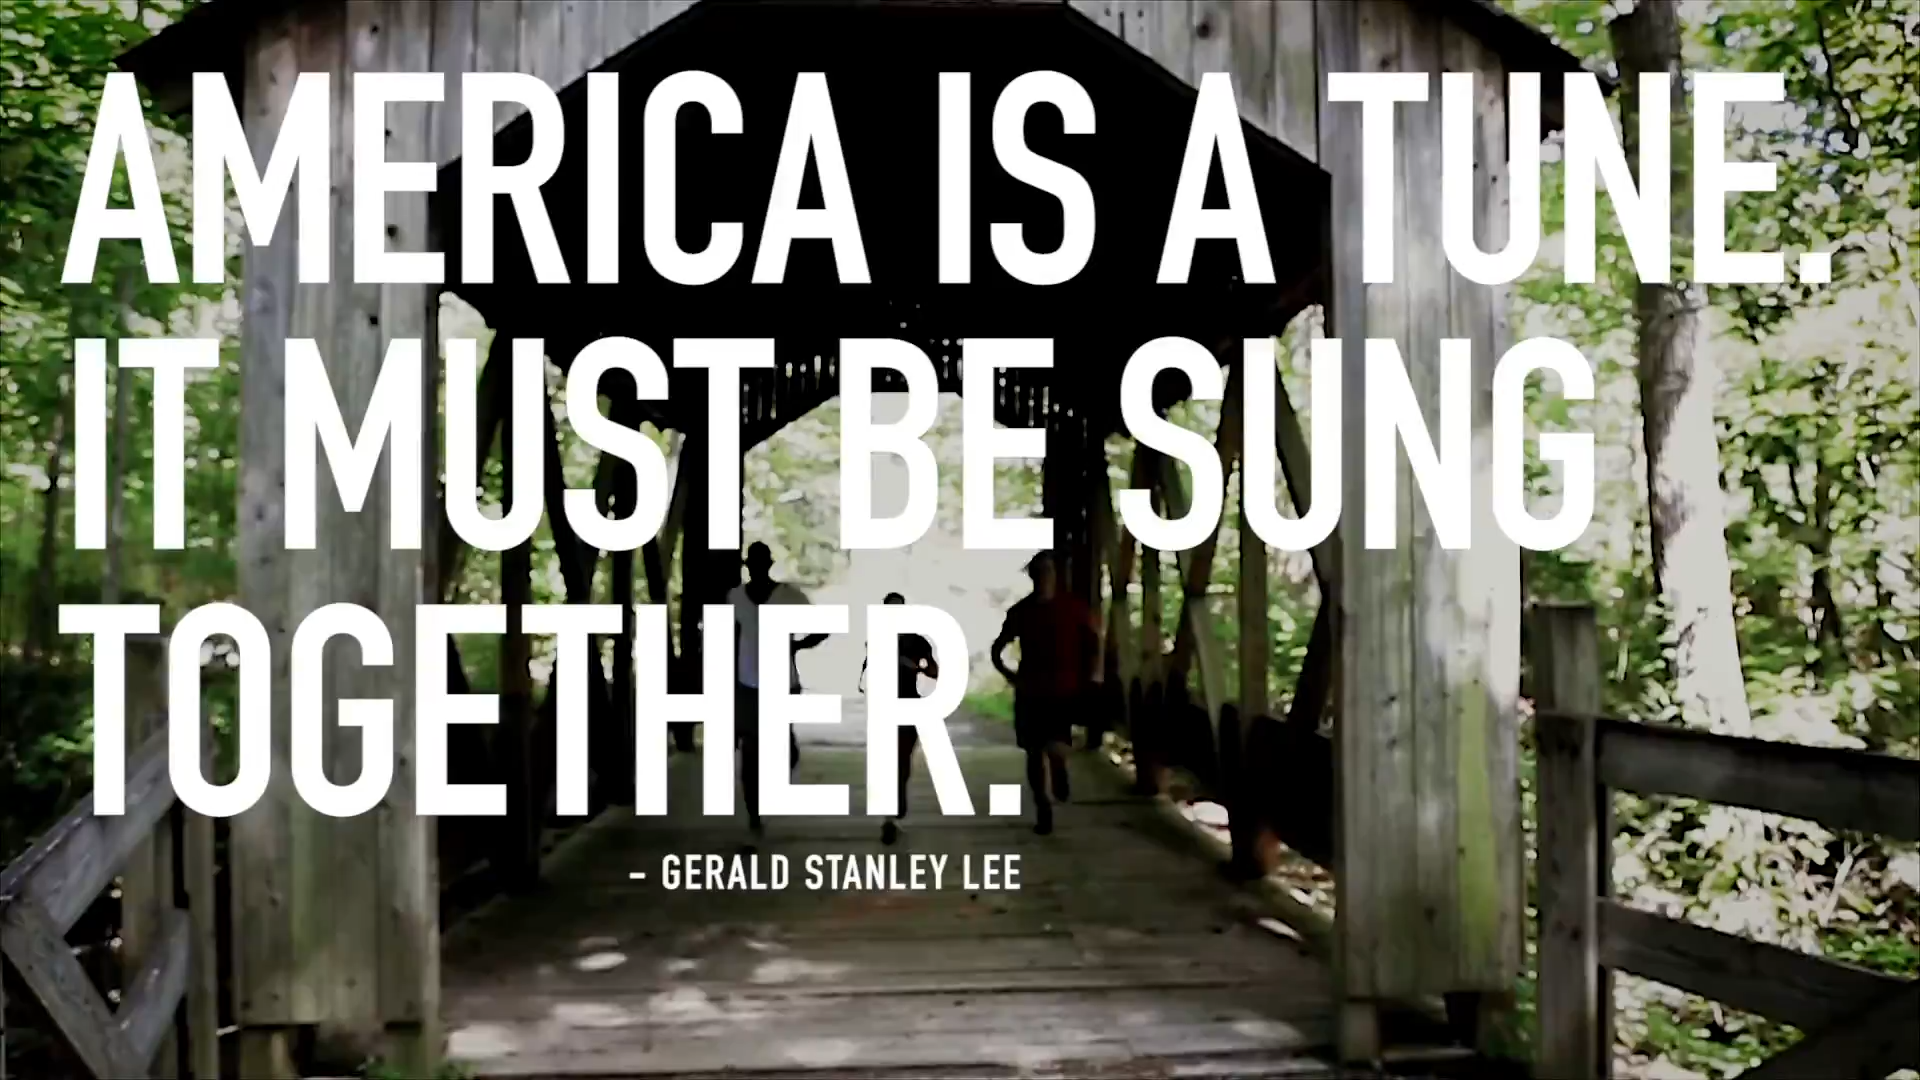 AMERICA IS A TUNE.
IT MUST BE SUNG
TOGETHER.
- GERALD STANLEY LEE